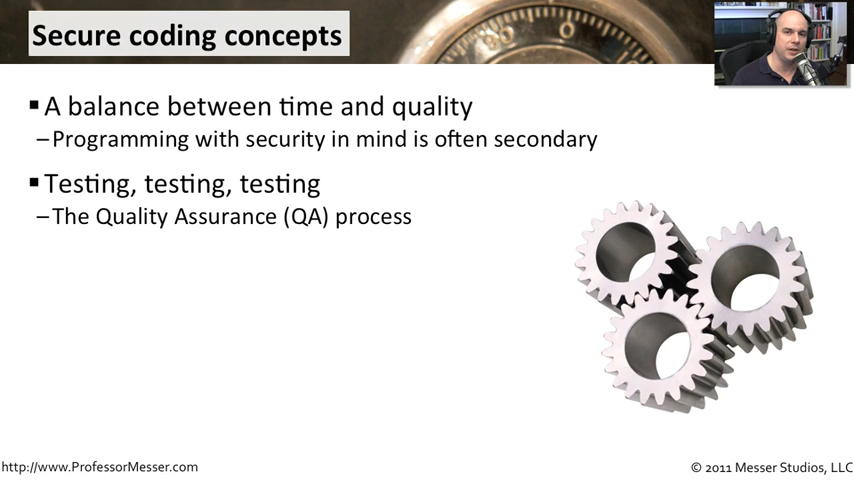 Secure coding concepts
▪A balance between time and quality
–Programming with security in mind is often secondary
▪Testing, testing, testing
–The Quality Assurance (QA) process
http://www.ProfessorMesser.com
© 2011 Messer Studios, LLC